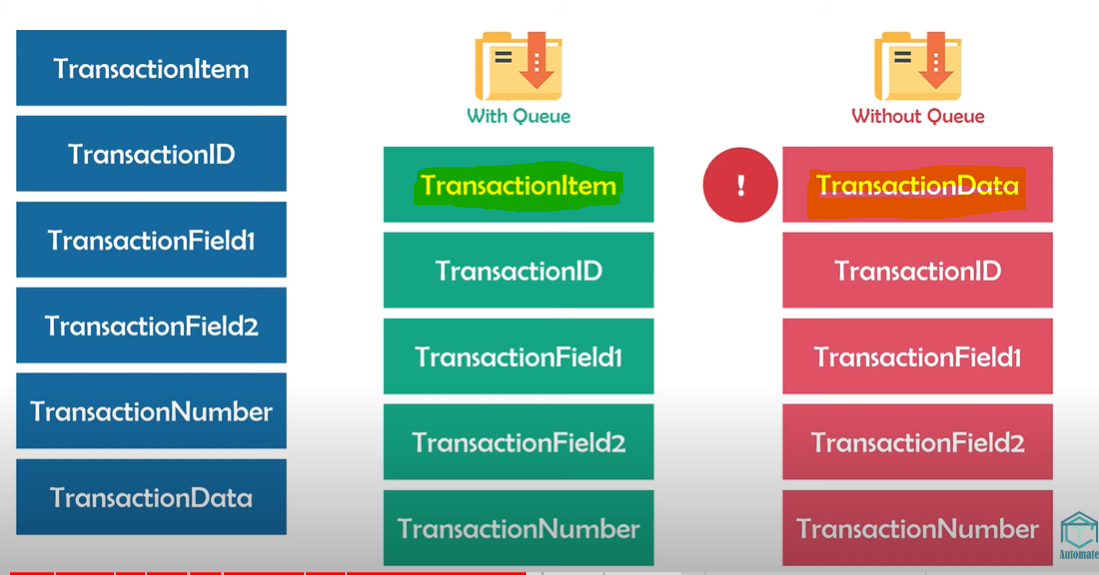 TransactionItem
TransactionID
TransactionField1
TransactionField2
TransactionNumber
TransactionData
With Queue
TransactionItem
TransactionID
TransactionField1
TransactionField2
TransactionNumber
Without Queue
!
TransactionData
TransactionID
TransactionField1
TransactionField2
TransactionNumber
Automate